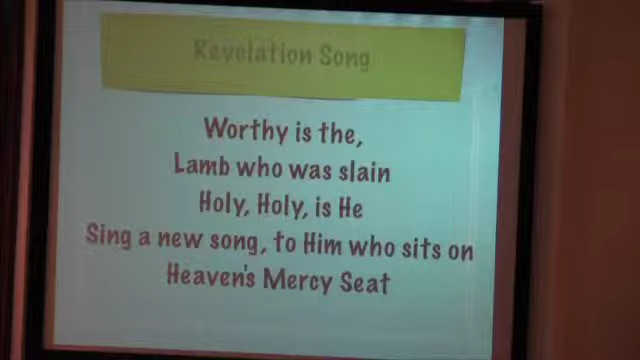 Revelation Song
Worthy is the,
Lamb who was slain
Holy, Holy, is He
Sing a new song, to Him who sits on
Heaven's Mercy Seat